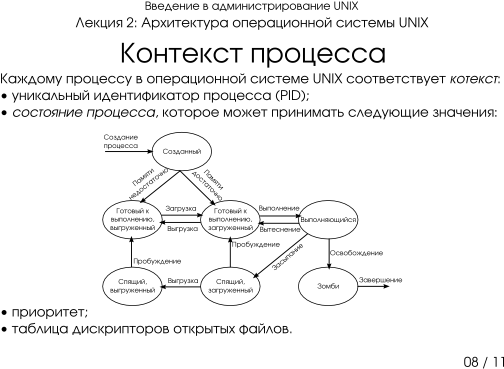 Введение в администрирование UNIX
Лекция 2: Архитектура операционной системы UNIX
Контекст процесса
Каждому процессу в операционной системе UNIX соответствует котекст:
• уникальный идентификатор процесса (PID);
• состояние процесса, которое может принимать следующие значения:
Создание
процесса
Созданный
Памяти
недостаточно
Памяти
достаточно
Готовый к
выполнению,
выгруженный
Загрузка
Выгрузка
Готовый к
выполнению,
загруженный
Выполнение
Вытеснение
Выполняющийся
Пробуждение
Пробуждение
Засыпание
Освобождение
Спящий,
выгруженный
Выгрузка
Спящий,
загруженный
Зомби
Завершение
• приоритет;
• таблица дискрипторов открытых файлов.
08 / 11